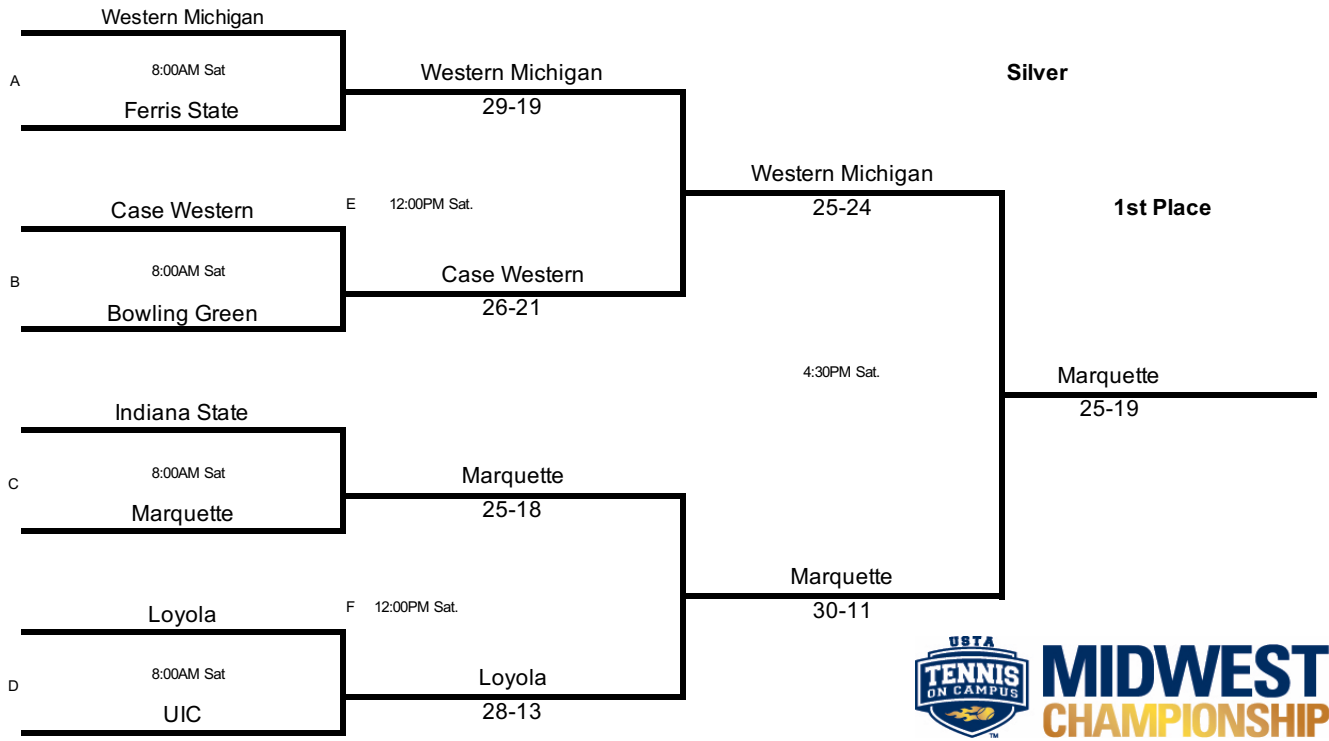 Western Michigan
A
8:00AM Sat
Ferris State
Western Michigan
29-19
Silver
Case Western
E 12:00PM Sat.
B
8:00AM Sat
Bowling Green
Case Western
26-21
Western Michigan
25-24
1st Place
Indiana State
C
8:00AM Sat
Marquette
Marquette
25-18
4:30PM Sat.
Marquette
25-19
Loyola
F 12:00PM Sat.
D
8:00AM Sat
UIC
Loyola
28-13
Marquette
30-11
USTA
TENNIS
ON CAMPUS
TM
MIDWEST
CHAMPIONSHIP